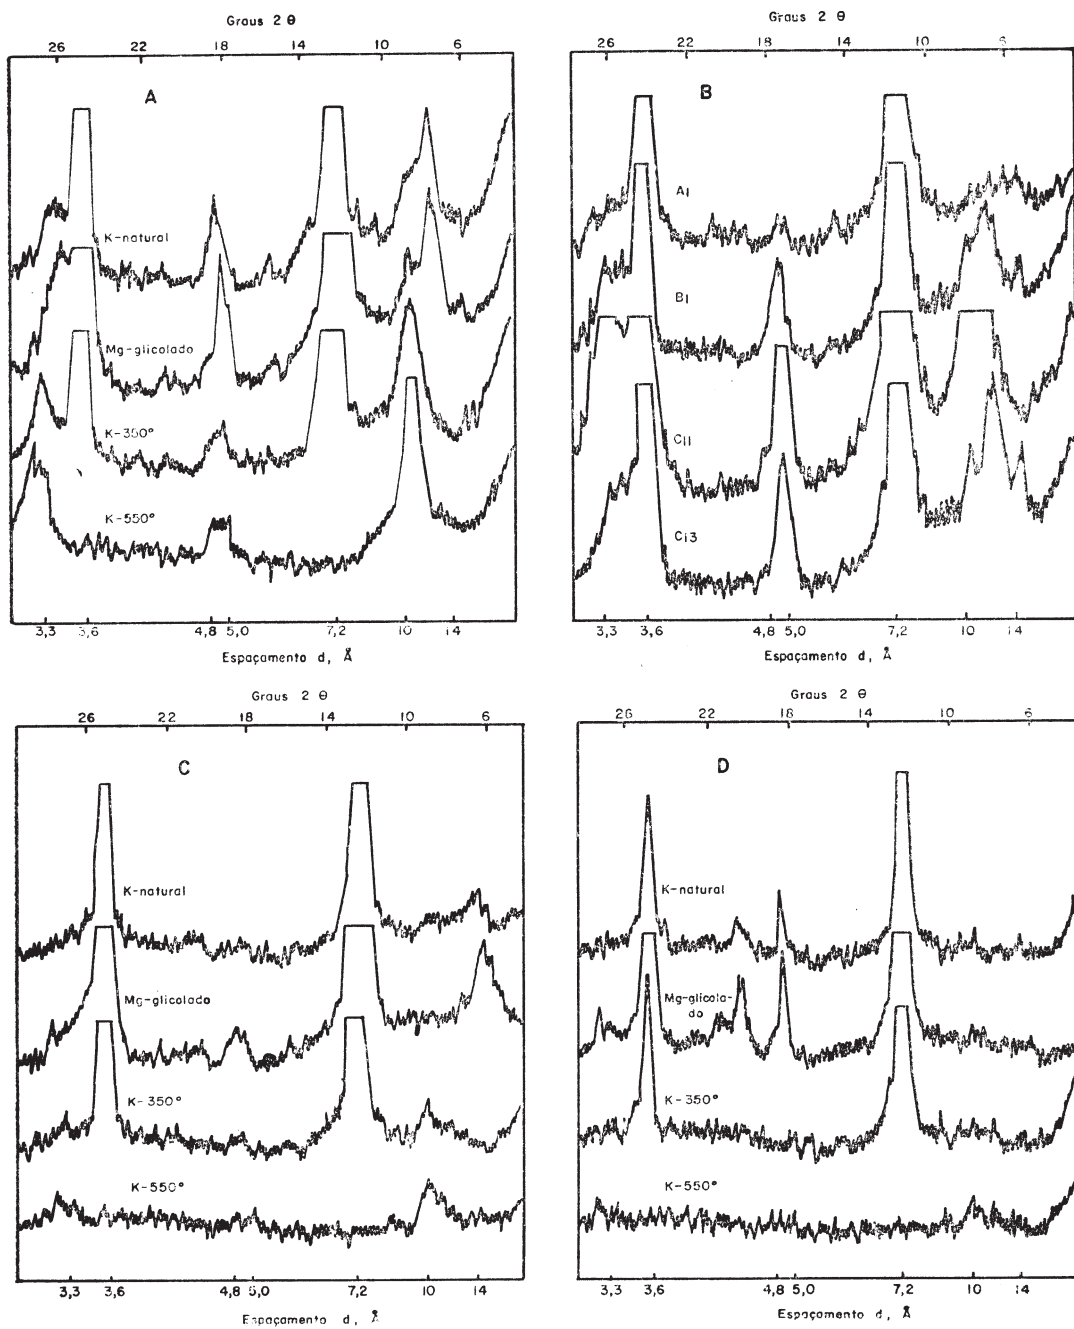 Graus 2 θ
26 22 18 14 10 6
A
K-natural
Mg-glicolado
K-350°
K-550°
3,3 3,6 4,8 5,0 7,2 10 14
Espaçamento d, Å
Graus 2 θ
26 22 17 14 10 6
B
A1
B1
C11
C13
3,3 3,6 4,8 5,0 7,2 10 14
Espaçamento d, Å
Graus 2 θ
26 22 18 14 10 6
C
K-natural
Mg-glicolado
K-350°
K-550°
3,3 3,6 4,8 5,0 7,2 10 14
Espaçamento d, Å
Graus 2 θ
26 22 18 14 10 6
D
K-natural
Mg-glicola-
do
K-350°
K-550°
3,3 3,6 4,8 5,0 7,2 10 14
Espaçamento d, Å